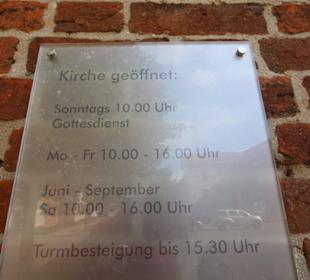 Kirche geöffnet:
Sonntags 10.00 Uhr
Gottesdienst
Mo - Fr 10.00 - 16.00 Uhr
Juni - September
Sa 10.00 - 16.00 Uhr
Turmbesteigung bis 15.30 Uhr